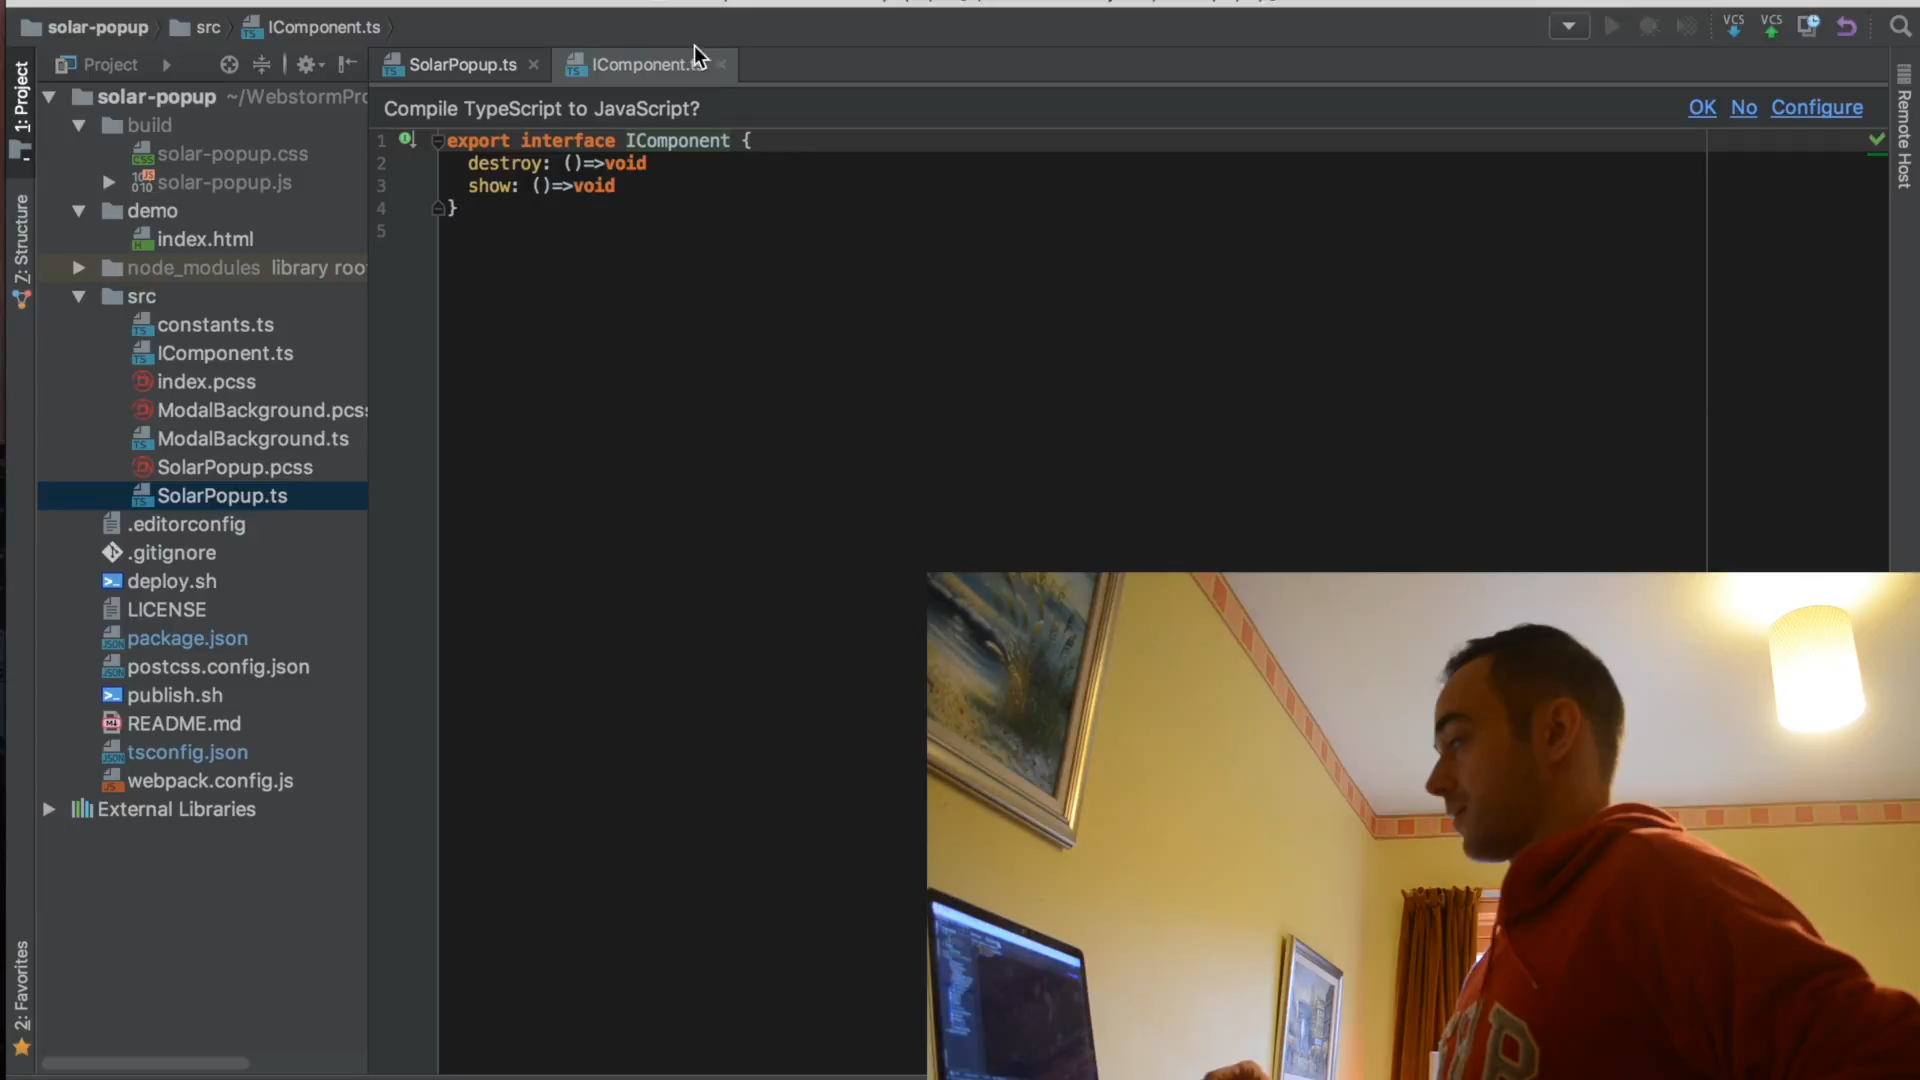 solar-popup src IComponent.ts
VCS VCS
Project
SolarPopup.ts
IComponent.ts
1: Project
Z: Structure
2: Favorites
Remote Host
solar-popup ~/WebstormPro
build
solar-popup.css
solar-popup.js
demo
index.html
node_modules library roo
src
constants.ts
IComponent.ts
index.pcss
ModalBackground.pcss
ModalBackground.ts
SolarPopup.pcss
SolarPopup.ts
.editorconfig
.gitignore
deploy.sh
LICENSE
package.json
postcss.config.json
publish.sh
README.md
tsconfig.json
webpack.config.js
External Libraries
Compile TypeScript to JavaScript? OK No Configure
1 export interface IComponent {
2 destroy: ()=>void
3 show: ()=>void
4 }
5